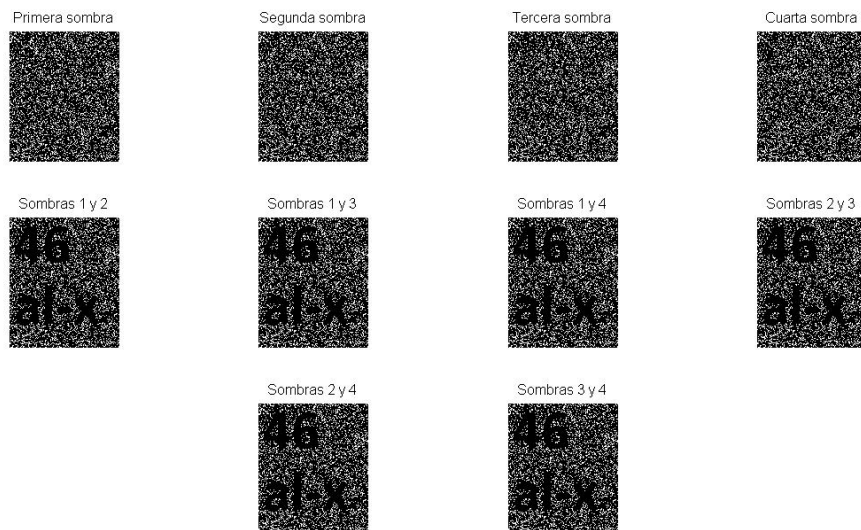 Primera sombra
Segunda sombra
Tercera sombra
Cuarta sombra
Sombras 1 y 2
Sombras 1 y 3
Sombras 1 y 4
Sombras 2 y 3
46
46
46
46
al-x
al-x
al-x
al-x
Sombras 2 y 4
Sombras 3 y 4
46
46
al-x
al-x